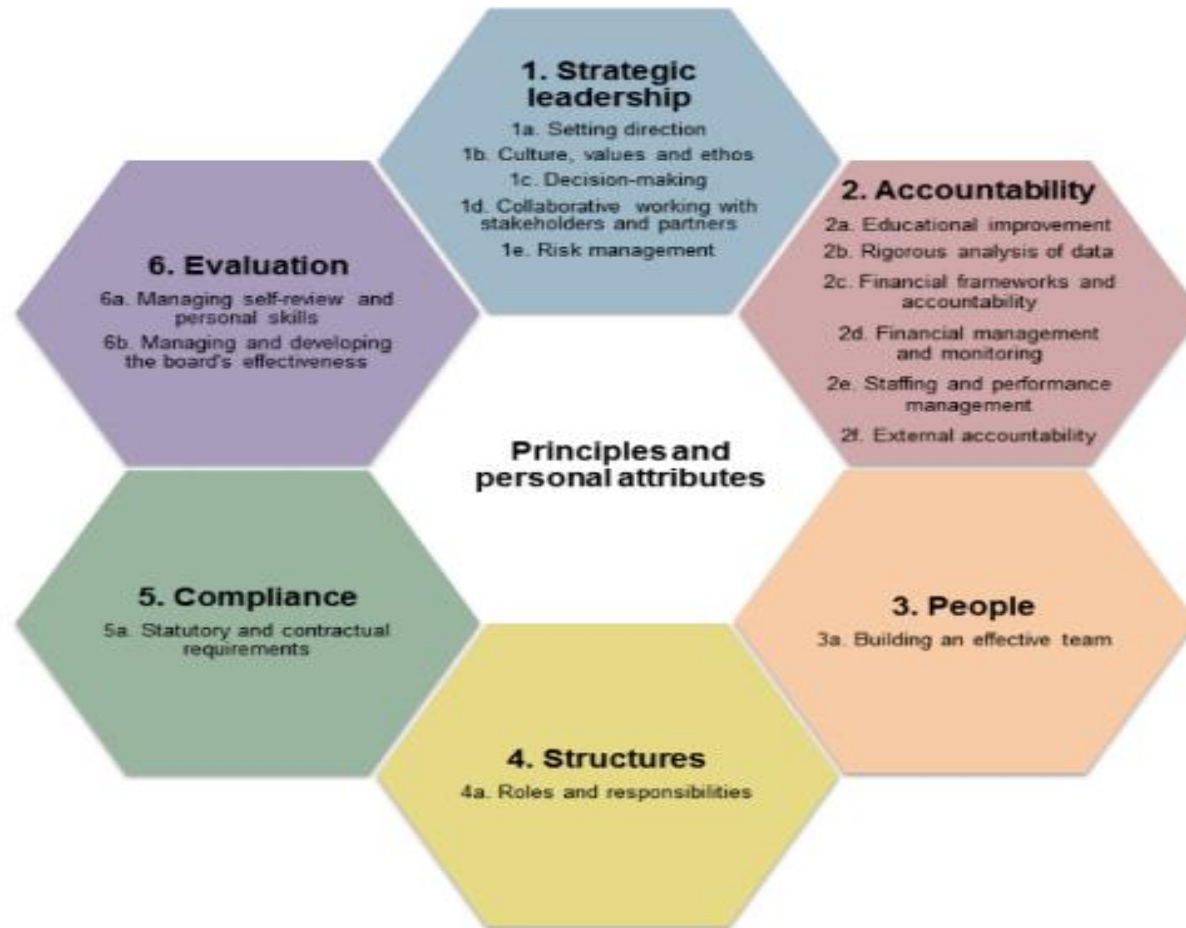 1. Strategic
leadership
1a. Setting direction
1b. Culture, values and ethos
1c. Decision-making
1d. Collaborative working with
stakeholders and partners
1e. Risk management
2. Accountability
2a. Educational improvement
2b. Rigorous analysis of data
2c. Financial frameworks and
accountability
2d. Financial management
and monitoring
2e. Staffing and performance
management
2f. External accountability
3. People
3a. Building an effective team
4. Structures
4a. Roles and responsibilities
5. Compliance
5a. Statutory and contractual
requirements
6. Evaluation
6a. Managing self-review and
personal skills
6b. Managing and developing
the board's effectiveness
Principles and
personal attributes